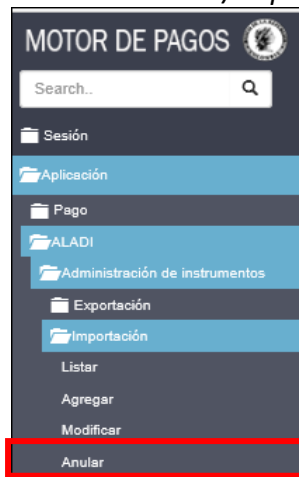 MOTOR DE PAGOS
Search..
Sesión
Aplicación
Pago
ALADI
Administración de instrumentos
Exportación
Importación
Listar
Agregar
Modificar
Anular